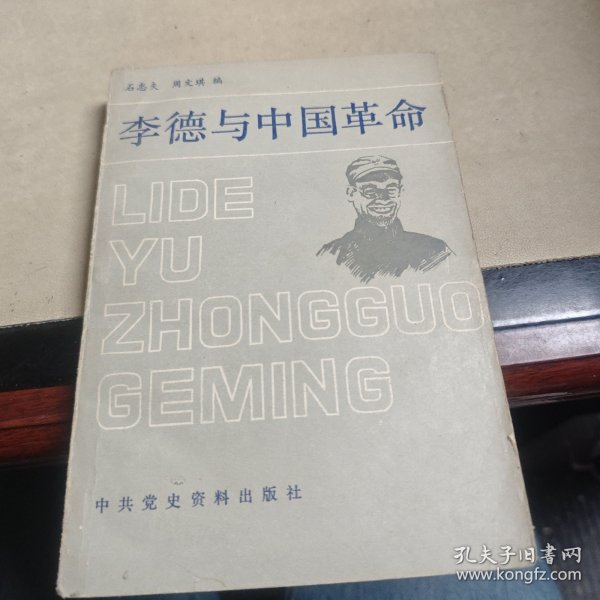 石志夫 周文琪 编
李德与中国革命
LIDE
YU
ZHONGGUO
GEMING
中共党史资料出版社
孔夫子旧书网
www.kongfz.com